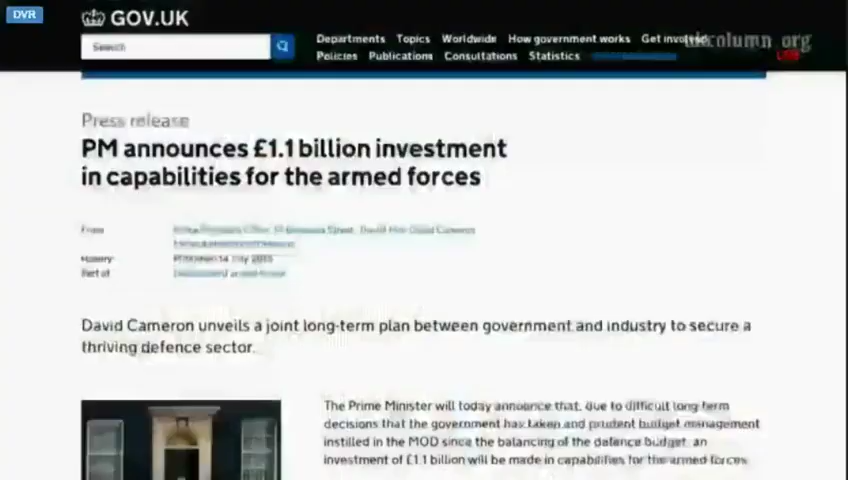 DVR
GOV.UK
ukcolumn.org
LIVE
Search
Departments Topics Worldwide How government works Get involved
Policies Publications Consultations Statistics
Press release
PM announces £1.1 billion investment
in capabilities for the armed forces
From:
History:
Part of:
David Cameron unveils a joint long-term plan between government and industry to secure a
thriving defence sector.
The Prime Minister will today announce that, due to difficult long term
decisions that the government has taken and prudent budget management
instilled in the MOD since the balancing of the defence budget, an
investment of £1.1 billion will be made in capabilities for the armed forces